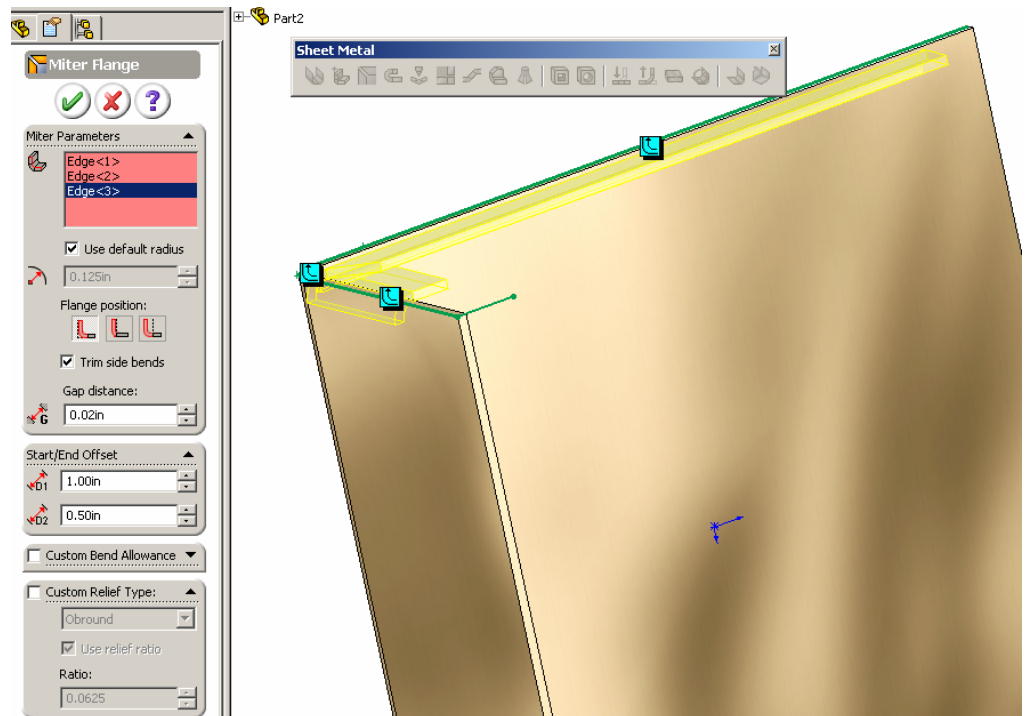 Part2
Sheet Metal
Miter Flange
?
Miter Parameters
Edge<1>
Edge<2>
Edge<3>
Use default radius
0.125in
Flange position:
Trim side bends
Gap distance:
G
0.02in
Start/End Offset
D1
1.00in
D2
0.50in
Custom Bend Allowance
Custom Relief Type:
Obround
Use relief ratio
Ratio:
0.0625